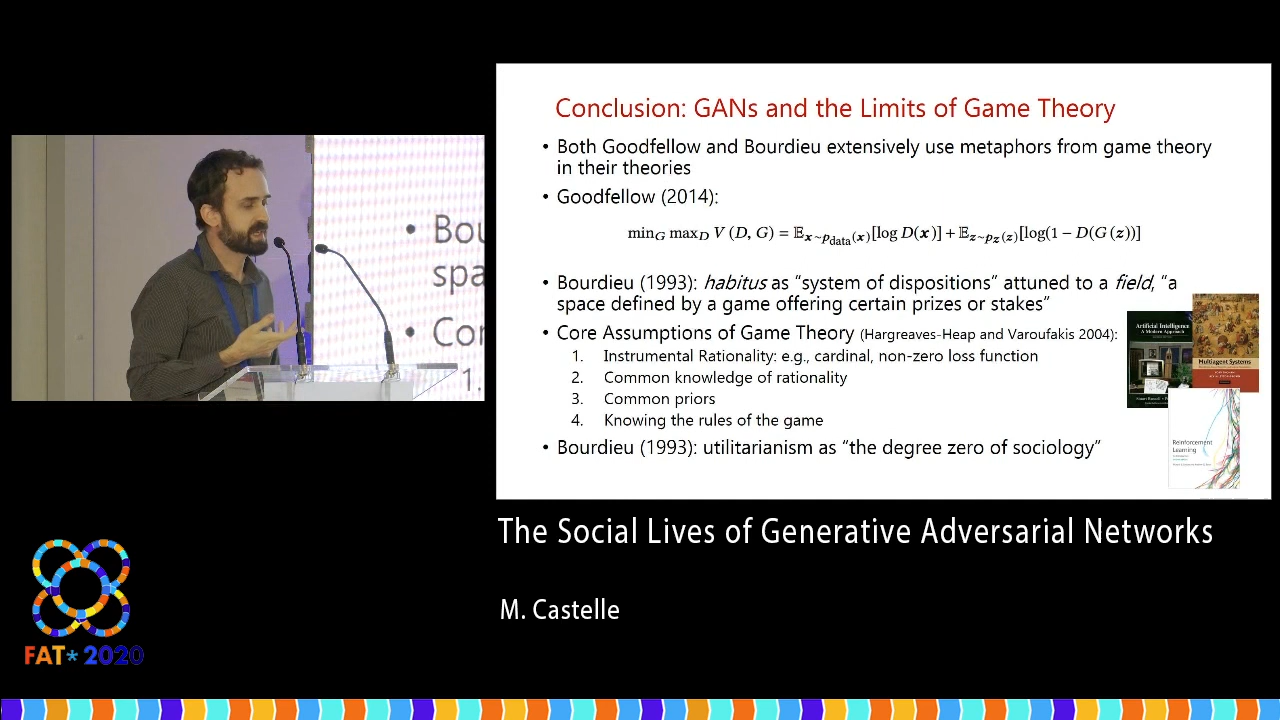 Conclusion: GANs and the Limits of Game Theory
• Both Goodfellow and Bourdieu extensively use metaphors from game theory
in their theories
• Goodfellow (2014):
min_G max_D V (D, G) = 𝔼_{x∼p_data(x)}[log D(x)] + 𝔼_{z∼p_z(z)}[log(1 − D(G(z))]
• Bourdieu (1993): habitus as “system of dispositions” attuned to a field, “a
space defined by a game offering certain prizes or stakes”
• Core Assumptions of Game Theory (Hargreaves-Heap and Varoufakis 2004):
1. Instrumental Rationality: e.g., cardinal, non-zero loss function
2. Common knowledge of rationality
3. Common priors
4. Knowing the rules of the game
• Bourdieu (1993): utilitarianism as “the degree zero of sociology”
Artificial Intelligence
A Modern Approach
Multiagent Systems
Reinforcement
Learning
• Bou
spa
• Con
1.
The Social Lives of Generative Adversarial Networks
M. Castelle
FAT* 2020